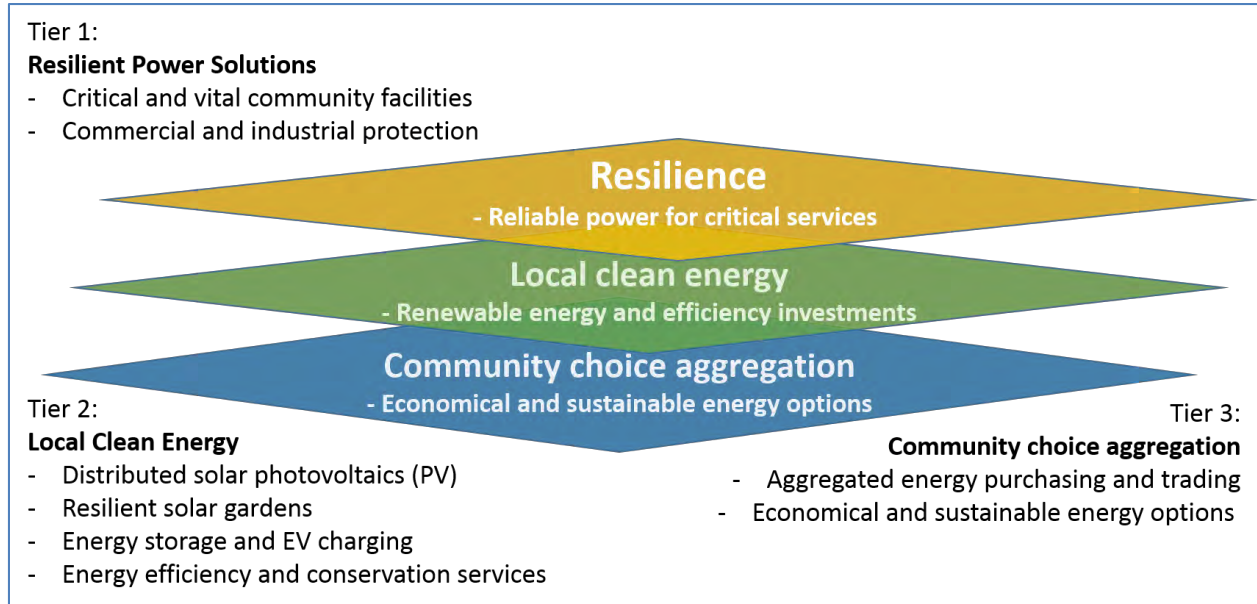 Tier 1:
Resilient Power Solutions
- Critical and vital community facilities
- Commercial and industrial protection
Resilience
- Reliable power for critical services
Local clean energy
- Renewable energy and efficiency investments
Community choice aggregation
- Economical and sustainable energy options
Tier 2:
Local Clean Energy
- Distributed solar photovoltaics (PV)
- Resilient solar gardens
- Energy storage and EV charging
- Energy efficiency and conservation services
Tier 3:
Community choice aggregation
- Aggregated energy purchasing and trading
- Economical and sustainable energy options